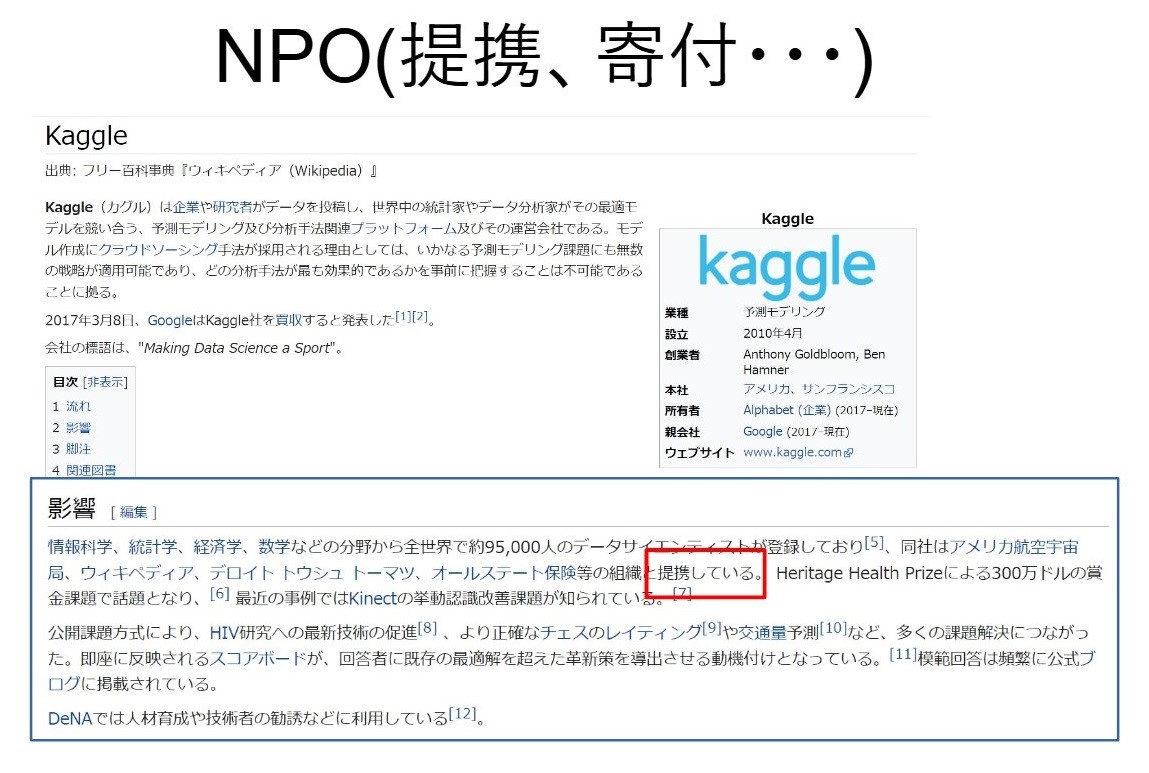 NPO(提携、寄付・・・)
Kaggle
出典: フリー百科事典『ウィキペディア（Wikipedia）』
Kaggle（カグル）は企業や研究者がデータを投稿し、世界中の統計家やデータ分析家がその最適モ
デルを競い合う、予測モデリング及び分析手法関連プラットフォーム及びその運営会社である。モデ
ル作成にクラウドソーシング手法が採用される理由としては、いかなる予測モデリング課題にも無数
の戦略が適用可能であり、どの分析手法が最も効果的であるかを事前に把握することは不可能である
ことに拠る。
2017年3月8日、GoogleはKaggle社を買収すると発表した[1][2]。
会社の標語は、"Making Data Science a Sport"。
目次 [非表示]
1 流れ
2 影響
3 脚注
4 関連図書
Kaggle
kaggle
業種 予測モデリング
設立 2010年4月
創業者 Anthony Goldbloom, Ben
Hamner
本社 アメリカ、サンフランシスコ
所有者 Alphabet (企業) (2017–現在)
親会社 Google (2017–現在)
ウェブサイト www.kaggle.com
影響 [ 編集 ]
情報科学、統計学、経済学、数学などの分野から全世界で約95,000人のデータサイエンティストが登録しており[5]、同社はアメリカ航空宇宙
局、ウィキペディア、デロイト トウシュ トーマツ、オールステート保険等の組織と提携している。 Heritage Health Prizeによる300万ドルの賞
金課題で話題となり、[6] 最近の事例ではKinectの挙動認識改善課題が知られている。[7]
公開課題方式により、HIV研究への最新技術の促進[8] 、より正確なチェスのレイティング[9]や交通量予測[10]など、多くの課題解決につながっ
た。即座に反映されるスコアボードが、回答者に既存の最適解を超えた革新策を導出させる動機付けとなっている。[11]模範回答は頻繁に公式ブ
ログに掲載されている。
DeNAでは人材育成や技術者の勧誘などに利用している[12]。